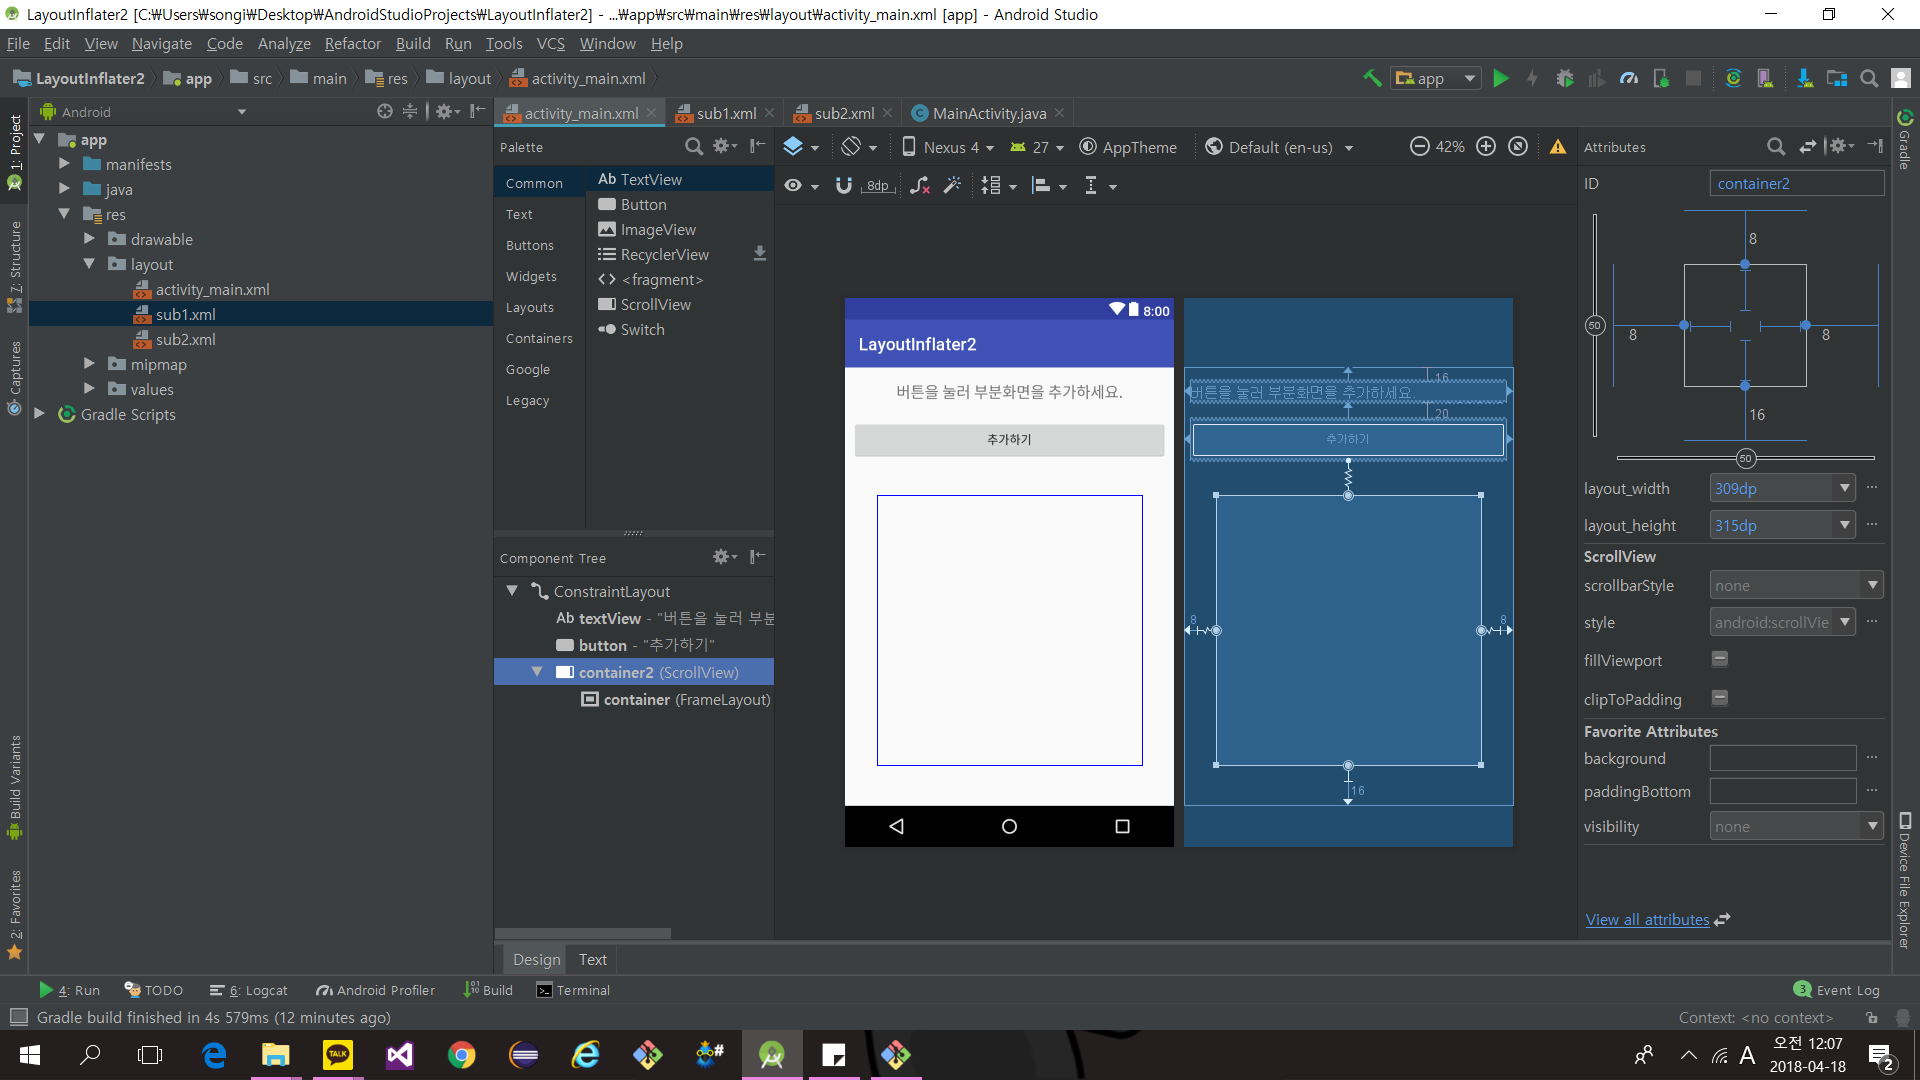 LayoutInflater2 [C:₩Users₩songi₩Desktop₩AndroidStudioProjects₩LayoutInflater2] - ...₩app₩src₩main₩res₩layout₩activity_main.xml [app] - Android Studio
File Edit View Navigate Code Analyze Refactor Build Run Tools VCS Window Help
LayoutInflater2 app src main res layout activity_main.xml
app
Android
activity_main.xml sub1.xml sub2.xml MainActivity.java
1: Project
7: Structure
Captures
Build Variants
2: Favorites
app
manifests
java
res
drawable
layout
activity_main.xml
sub1.xml
sub2.xml
mipmap
values
Gradle Scripts
Palette
Common
Text
Buttons
Widgets
Layouts
Containers
Google
Legacy
Ab TextView
Button
ImageView
RecyclerView
<fragment>
ScrollView
Switch
Component Tree
ConstraintLayout
Ab textView - "버튼을 눌러 부분
button - "추가하기"
container2 (ScrollView)
container (FrameLayout)
Nexus 4 27 AppTheme Default (en-us) 42%
8dp
8:00
LayoutInflater2
버튼을 눌러 부분화면을 추가하세요.
추가하기
16
버튼을 눌러 부분화면을 추가하세요.
20
추가하기
8 8
16
Attributes
ID container2
8
50
8 8
16
50
layout_width 309dp
layout_height 315dp
ScrollView
scrollbarStyle none
style android:scrollVie
fillViewport
clipToPadding
Favorite Attributes
background
paddingBottom
visibility none
View all attributes
Gradle
Device File Explorer
Design Text
4: Run TODO 6: Logcat Android Profiler Build Terminal
3 Event Log
Gradle build finished in 4s 579ms (12 minutes ago)
Context: <no context>
TALK
A
오전 12:07
2018-04-18
2